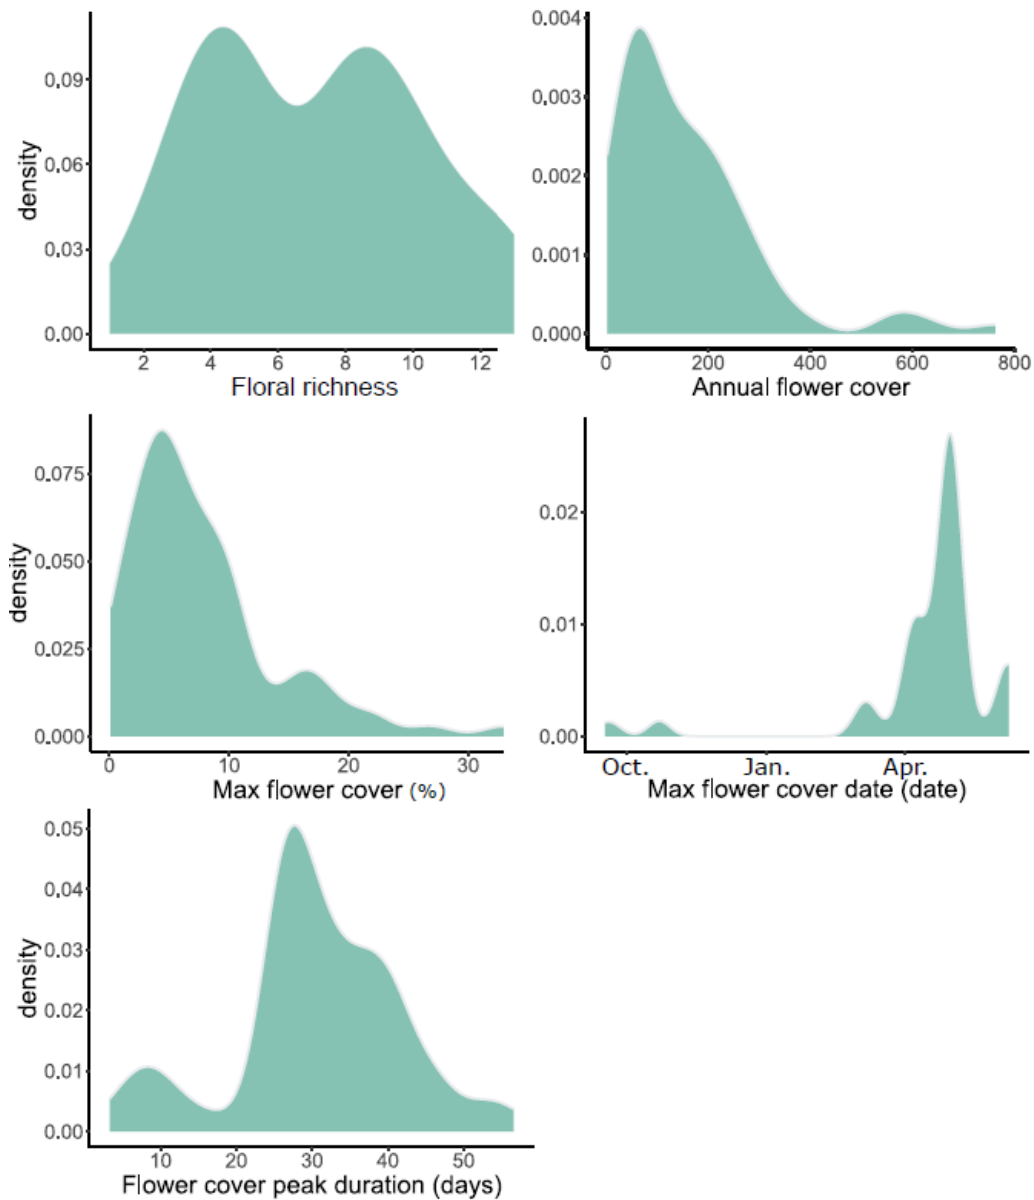 density
0.09
0.06
0.03
0.00
2 4 6 8 10 12
Floral richness
0.004
0.003
0.002
0.001
0.000
0 200 400 600 800
Annual flower cover
density
0.075
0.050
0.025
0.000
0 10 20 30
Max flower cover (%)
0.02
0.01
0.00
Oct. Jan. Apr.
Max flower cover date (date)
density
0.05
0.04
0.03
0.02
0.01
0.00
10 20 30 40 50
Flower cover peak duration (days)